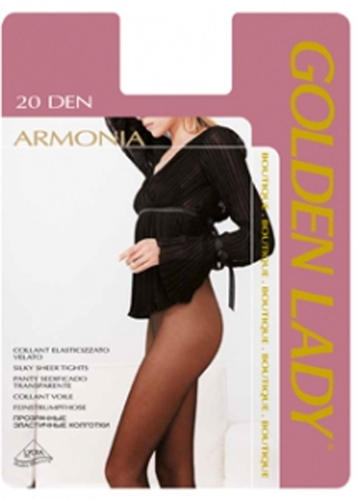 20 DEN
ARMONIA
GOLDEN LADY®
BOUTIQUE . BOUTIQUE . BOUTIQUE . BOUTIQUE . BOUTIQUE
COLLANT ELASTICIZZATO
VELATO
SILKY SHEER TIGHTS
PANTY SEDIFICADO
TRANSPARENTE
COLLANT VOILE
FEINSTRUMPFHOSE
ПРОЗРАЧНЫЕ
ЭЛАСТИЧНЫЕ КОЛГОТКИ
LYCRA